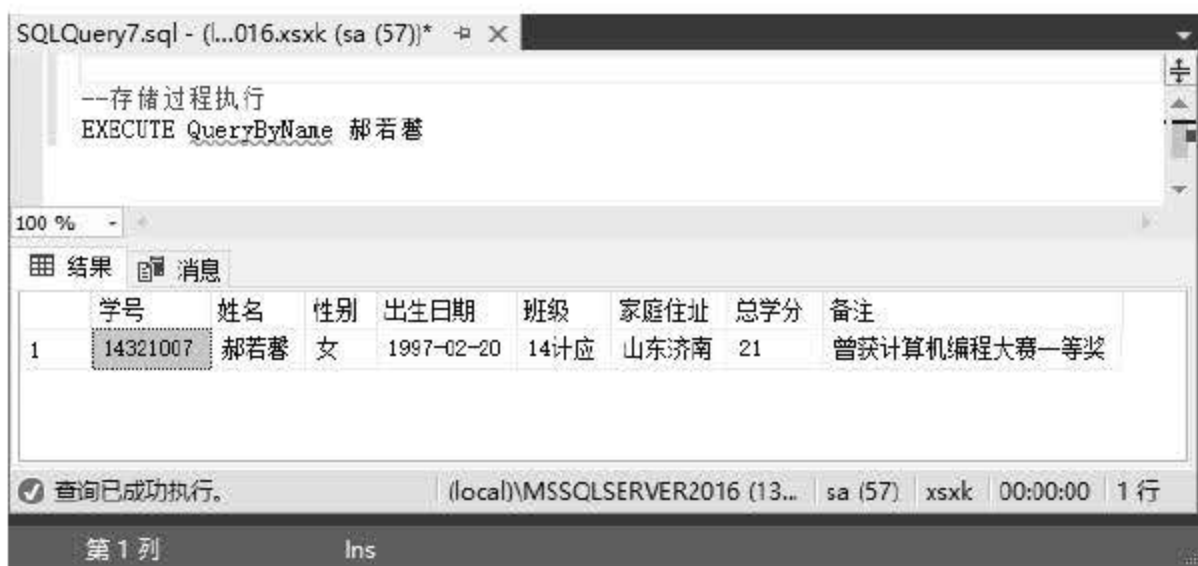 SQLQuery7.sql - (l...016.xsxk (sa (57))*
--存储过程执行
EXECUTE QueryByName 郝若馨
100 %
结果 消息
学号 姓名 性别 出生日期 班级 家庭住址 总学分 备注
1 14321007 郝若馨 女 1997-02-20 14计应 山东济南 21 曾获计算机编程大赛一等奖
查询已成功执行。 (local)\MSSQLSERVER2016 (13... sa (57) xsxk 00:00:00 1 行
第 1 列 Ins